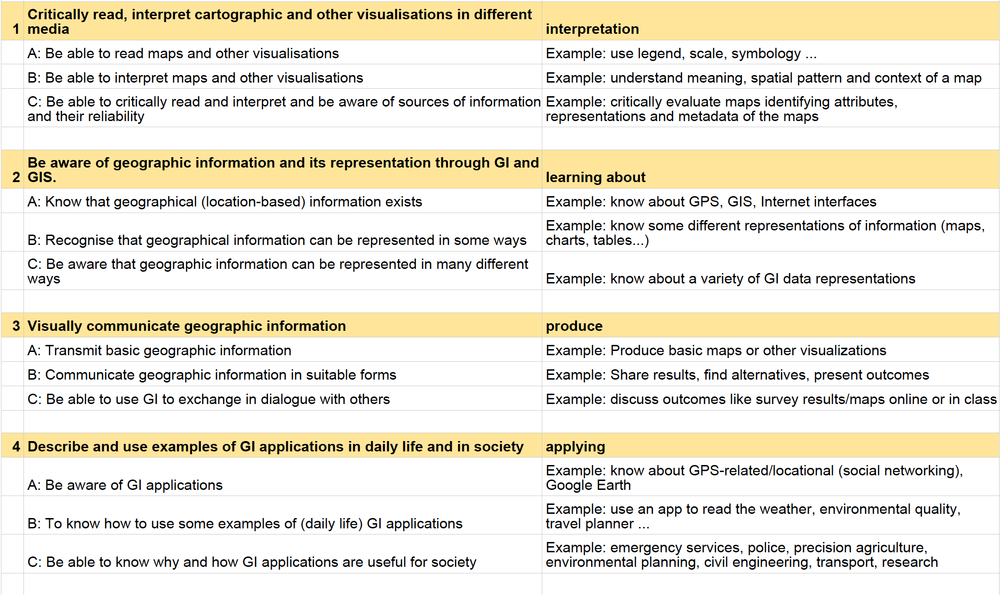 Critically read, interpret cartographic and other visualisations in different
1 media interpretation
A: Be able to read maps and other visualisations Example: use legend, scale, symbology ...
B: Be able to interpret maps and other visualisations Example: understand meaning, spatial pattern and context of a map
C: Be able to critically read and interpret and be aware of sources of information Example: critically evaluate maps identifying attributes,
and their reliability representations and metadata of the maps
Be aware of geographic information and its representation through GI and
2 GIS. learning about
A: Know that geographical (location-based) information exists Example: know about GPS, GIS, Internet interfaces
Example: know some different representations of information (maps,
B: Recognise that geographical information can be represented in some ways charts, tables...)
C: Be aware that geographic information can be represented in many different
ways Example: know about a variety of GI data representations
3 Visually communicate geographic information produce
A: Transmit basic geographic information Example: Produce basic maps or other visualizations
B: Communicate geographic information in suitable forms Example: Share results, find alternatives, present outcomes
C: Be able to use GI to exchange in dialogue with others Example: discuss outcomes like survey results/maps online or in class
4 Describe and use examples of GI applications in daily life and in society applying
Example: know about GPS-related/locational (social networking),
A: Be aware of GI applications Google Earth
Example: use an app to read the weather, environmental quality,
B: To know how to use some examples of (daily life) GI applications travel planner ...
Example: emergency services, police, precision agriculture,
C: Be able to know why and how GI applications are useful for society environmental planning, civil engineering, transport, research